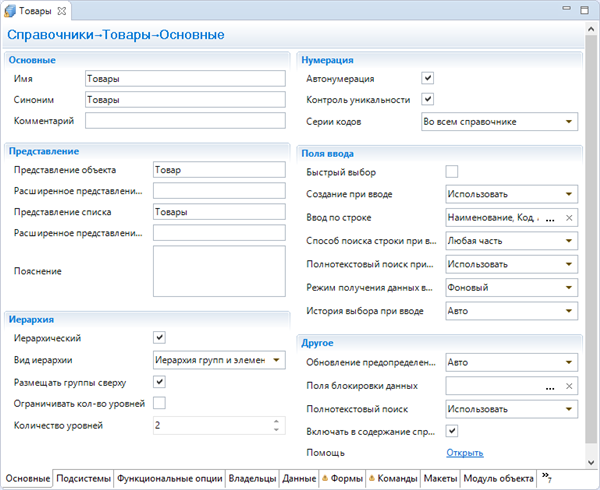 Товары
Справочники→Товары→Основные
Основные
Имя Товары
Синоним Товары
Комментарий
Представление
Представление объекта Товар
Расширенное представлени...
Представление списка Товары
Расширенное представлени...
Пояснение
Иерархия
Иерархический
Вид иерархии Иерархия групп и элемен
Размещать группы сверху
Ограничивать кол-во уровней
Количество уровней 2
Нумерация
Автонумерация
Контроль уникальности
Серии кодов Во всем справочнике
Поля ввода
Быстрый выбор
Создание при вводе Использовать
Ввод по строке Наименование, Код, ...
Способ поиска строки при в... Любая часть
Полнотекстовый поиск при... Использовать
Режим получения данных в... Фоновый
История выбора при вводе Авто
Другое
Обновление предопределен... Авто
Поля блокировки данных ...
Полнотекстовый поиск Использовать
Включать в содержание спр...
Помощь Открыть
Основные Подсистемы Функциональные опции Владельцы Данные Формы Команды Макеты Модуль объекта »7